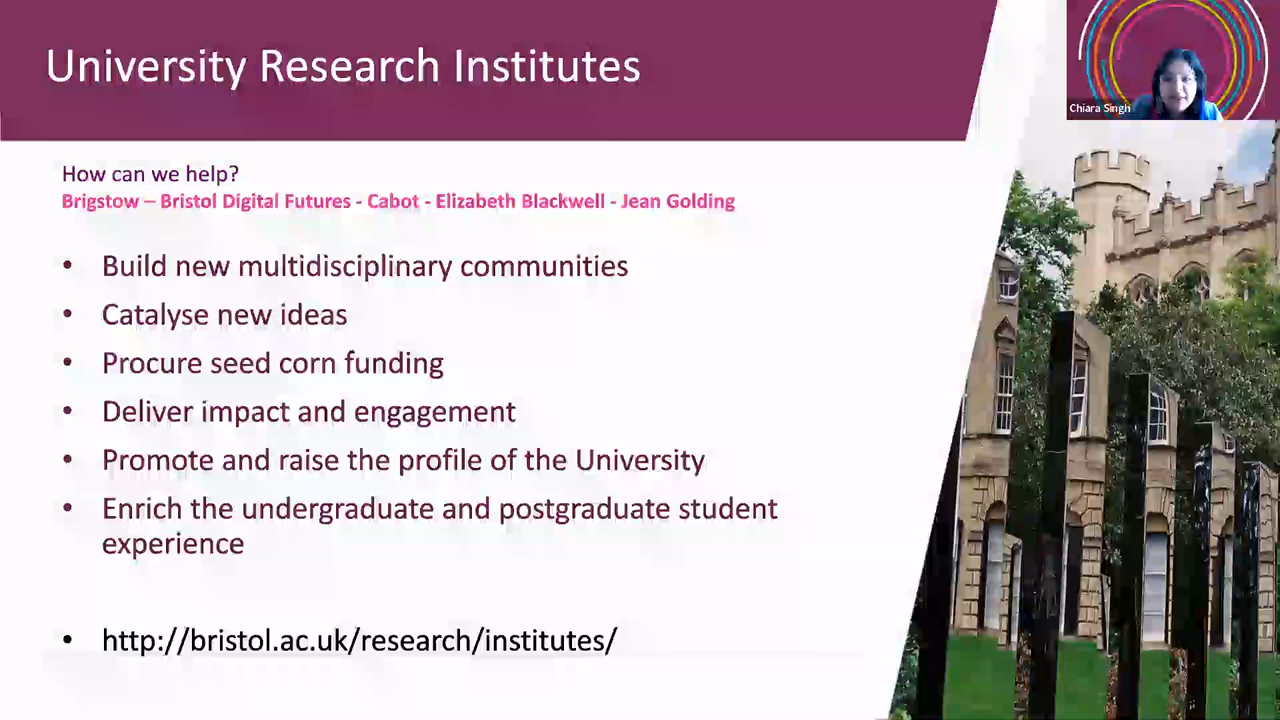 University Research Institutes
Chiara Singh
How can we help?
Brigstow – Bristol Digital Futures - Cabot - Elizabeth Blackwell - Jean Golding
• Build new multidisciplinary communities
• Catalyse new ideas
• Procure seed corn funding
• Deliver impact and engagement
• Promote and raise the profile of the University
• Enrich the undergraduate and postgraduate student
experience
• http://bristol.ac.uk/research/institutes/